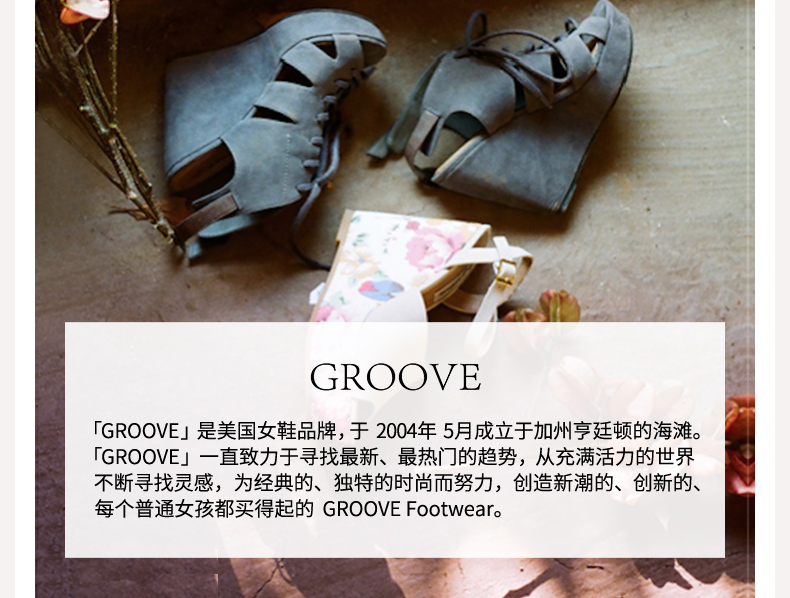 GROOVE
「GROOVE」是美国女鞋品牌，于 2004年 5月成立于加州亨廷顿的海滩。
「GROOVE」一直致力于寻找最新、最热门的趋势，从充满活力的世界
不断寻找灵感，为经典的、独特的时尚而努力，创造新潮的、创新的、
每个普通女孩都买得起的 GROOVE Footwear。